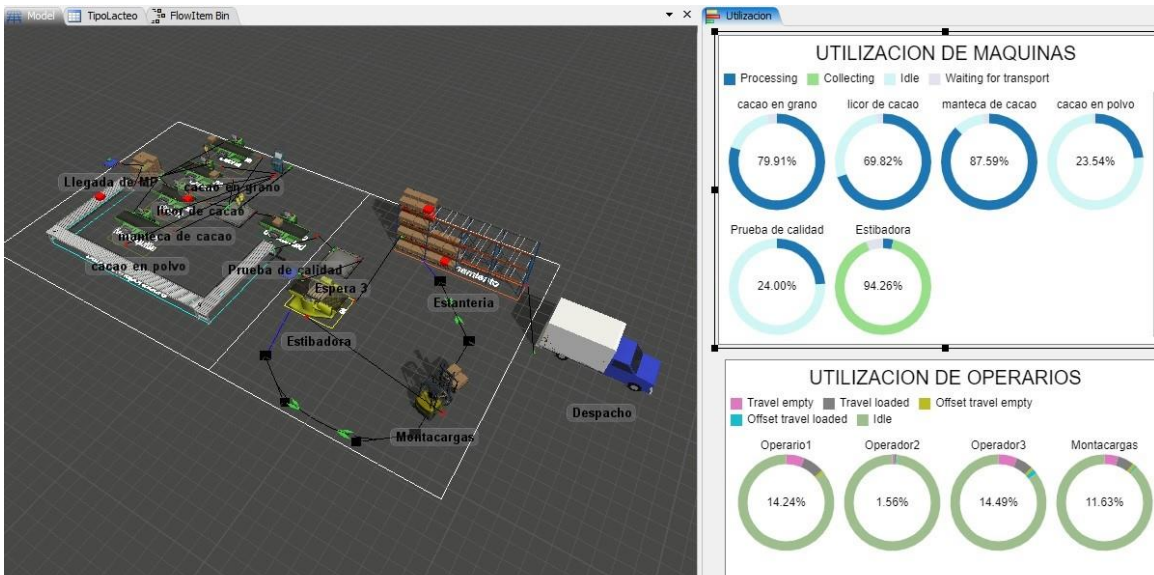 Model TipoLacteo FlowItem Bin
Utilizacion
Llegada de MP
cacao en grano
licor de cacao
manteca de cacao
cacao en polvo
Prueba de calidad
Espera 3
Estibadora
Estanteria
Montacargas
Despacho
UTILIZACION DE MAQUINAS
Processing Collecting Idle Waiting for transport
cacao en grano licor de cacao manteca de cacao cacao en polvo
79.91% 69.82% 87.59% 23.54%
Prueba de calidad Estibadora
24.00% 94.26%
UTILIZACION DE OPERARIOS
Travel empty Travel loaded Offset travel empty
Offset travel loaded Idle
Operario1 Operador2 Operador3 Montacargas
14.24% 1.56% 14.49% 11.63%